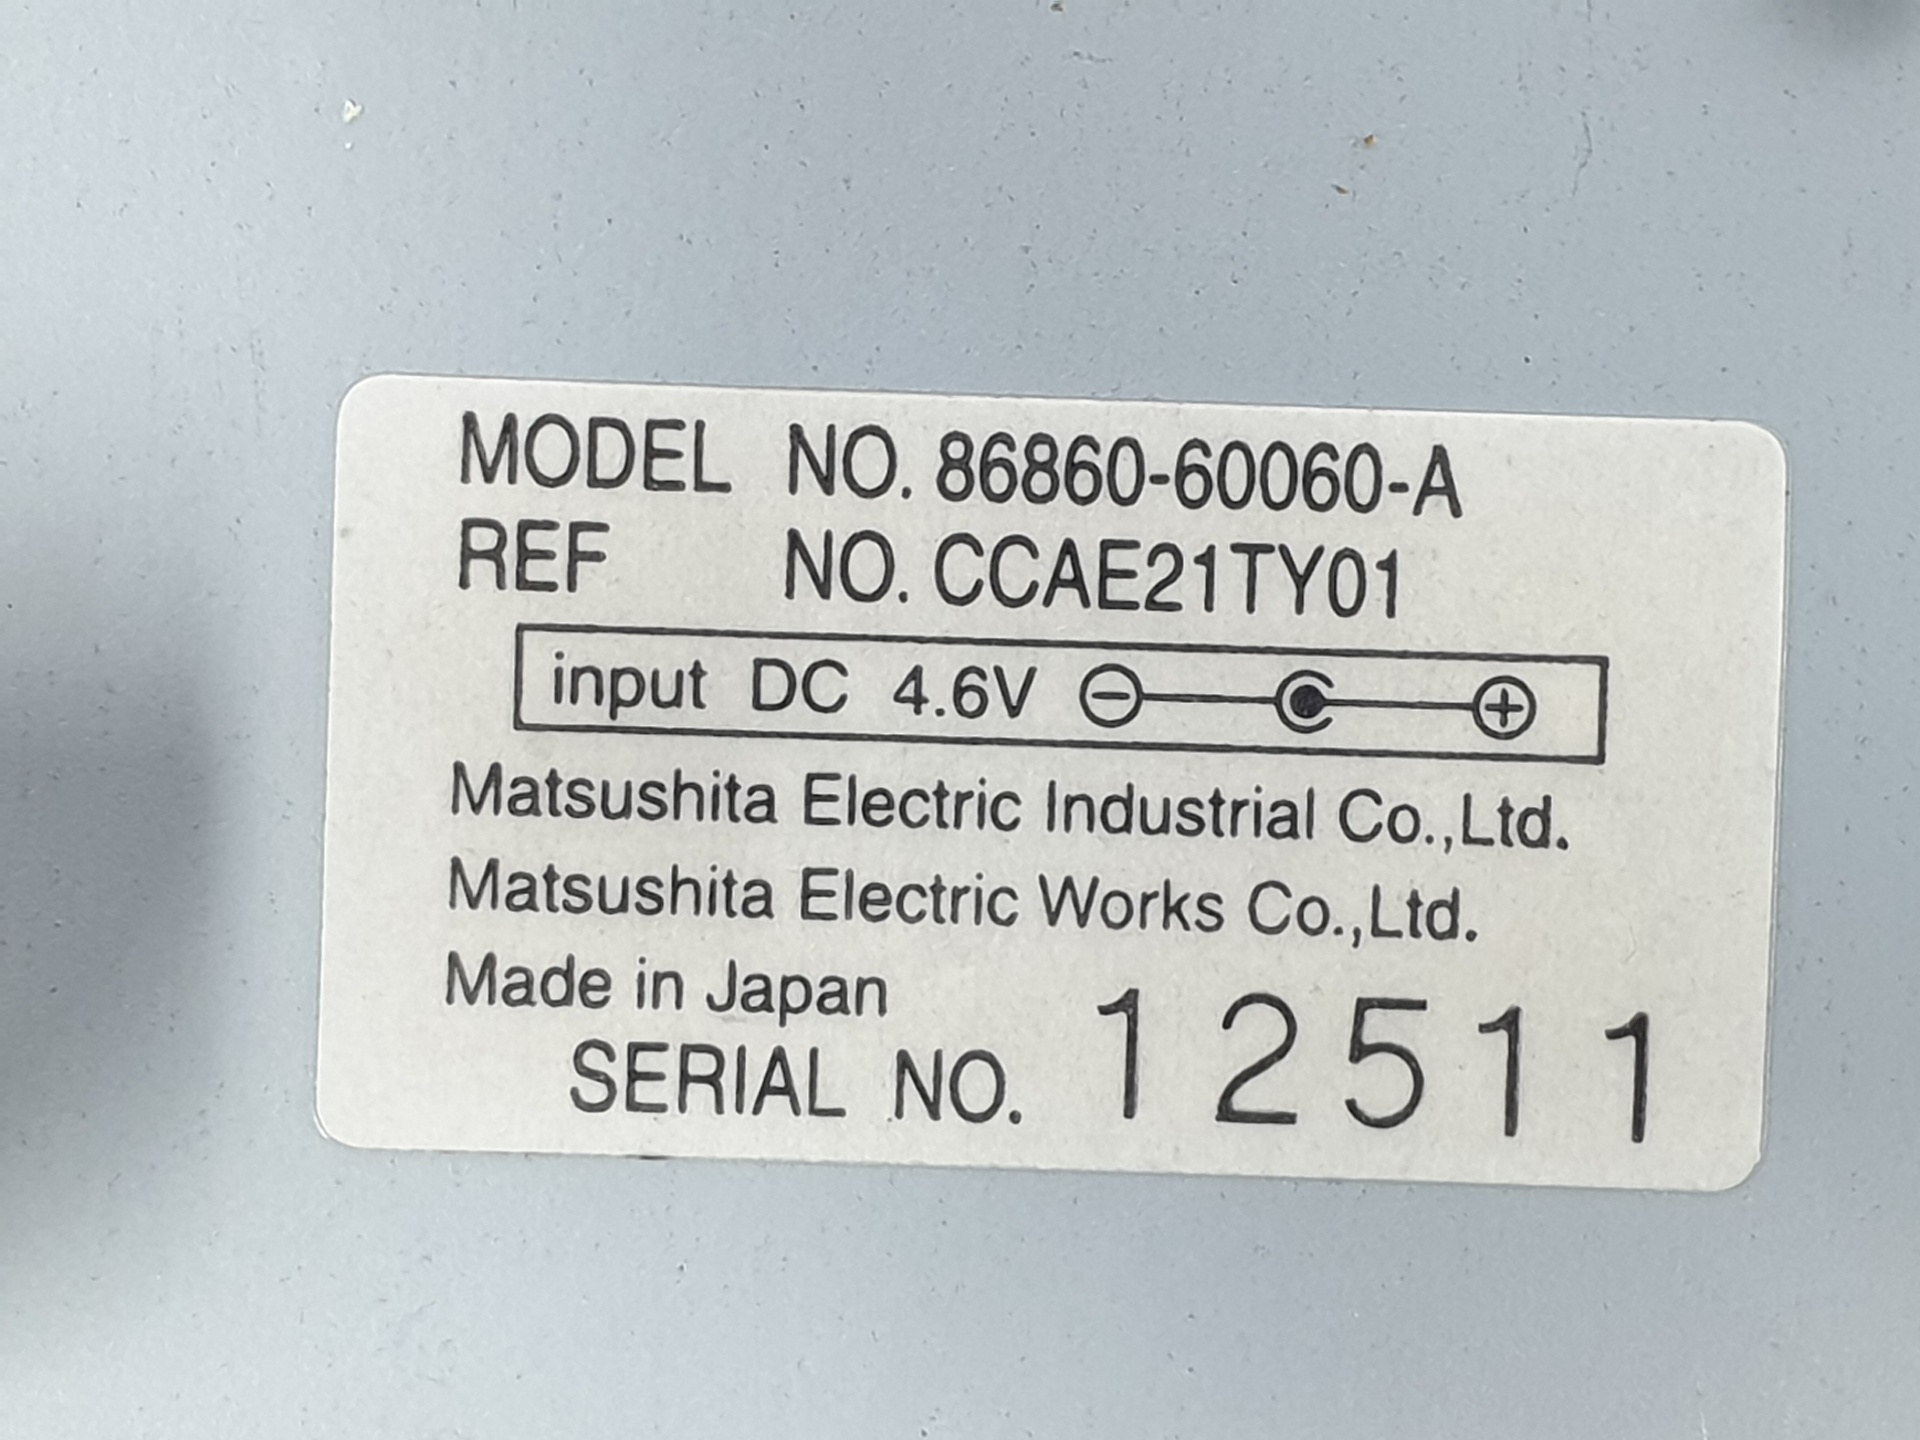 MODEL NO. 86860-60060-A
REF NO. CCAE21TY01
input DC 4.6V
Matsushita Electric Industrial Co.,Ltd.
Matsushita Electric Works Co.,Ltd.
Made in Japan
SERIAL NO. 12511